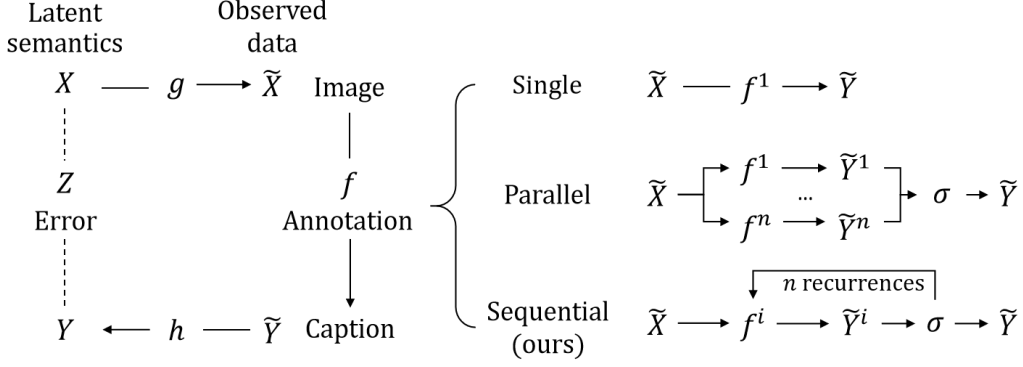 Latent
semantics
Observed
data
X
g
X̃
Image
Z
Error
f
Annotation
Y
h
Ỹ
Caption
Single
X̃
f¹
Ỹ
Parallel
X̃
f¹
Ỹ¹
...
fⁿ
Ỹⁿ
σ
Ỹ
n recurrences
Sequential
(ours)
X̃
fⁱ
Ỹⁱ
σ
Ỹ